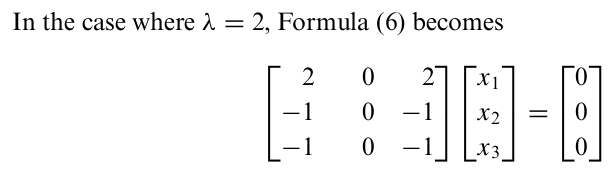 In the case where λ = 2, Formula (6) becomes
[ 2 0 2] [x₁] [0]
[−1 0 −1] [x₂] = [0]
[−1 0 −1] [x₃] [0]